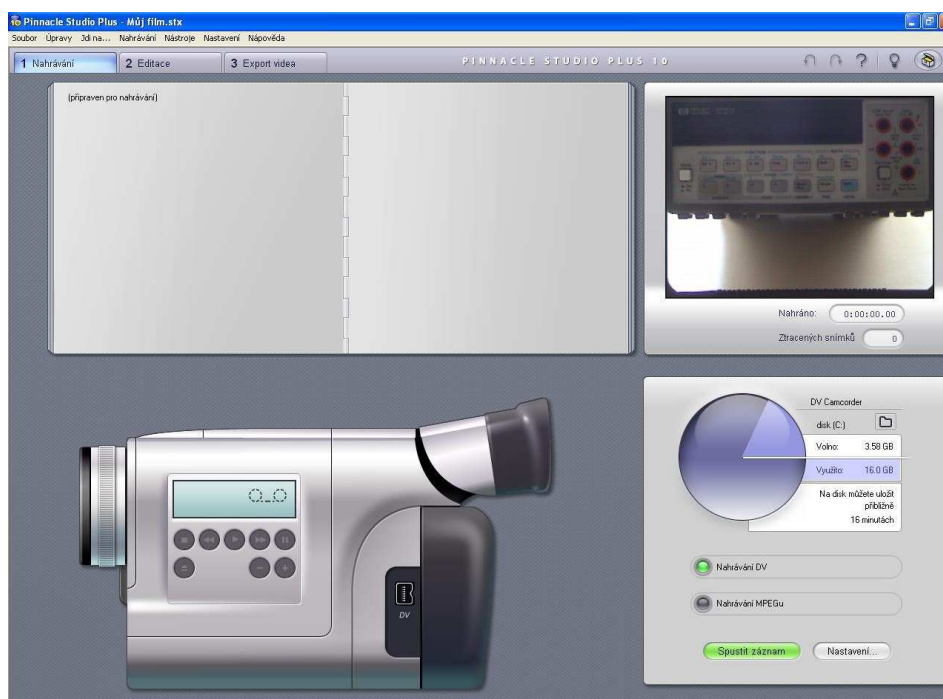 Pinnacle Studio Plus - Můj film.stx
Soubor Úpravy Jdi na... Nahrávání Nástroje Nastavení Nápověda
1 Nahrávání 2 Editace 3 Export videa PINNACLE STUDIO PLUS 10
(připraven pro nahrávání)
Nahráno: 0:00:00.00
Ztracených snímků 0
DV Camcorder
disk (C:)
Volno: 3.58 GB
Využito: 16.0 GB
Na disk můžete uložit
přibližně
16 minutách
DV
Nahrávání DV
Nahrávání MPEGu
Spustit záznam Nastavení...